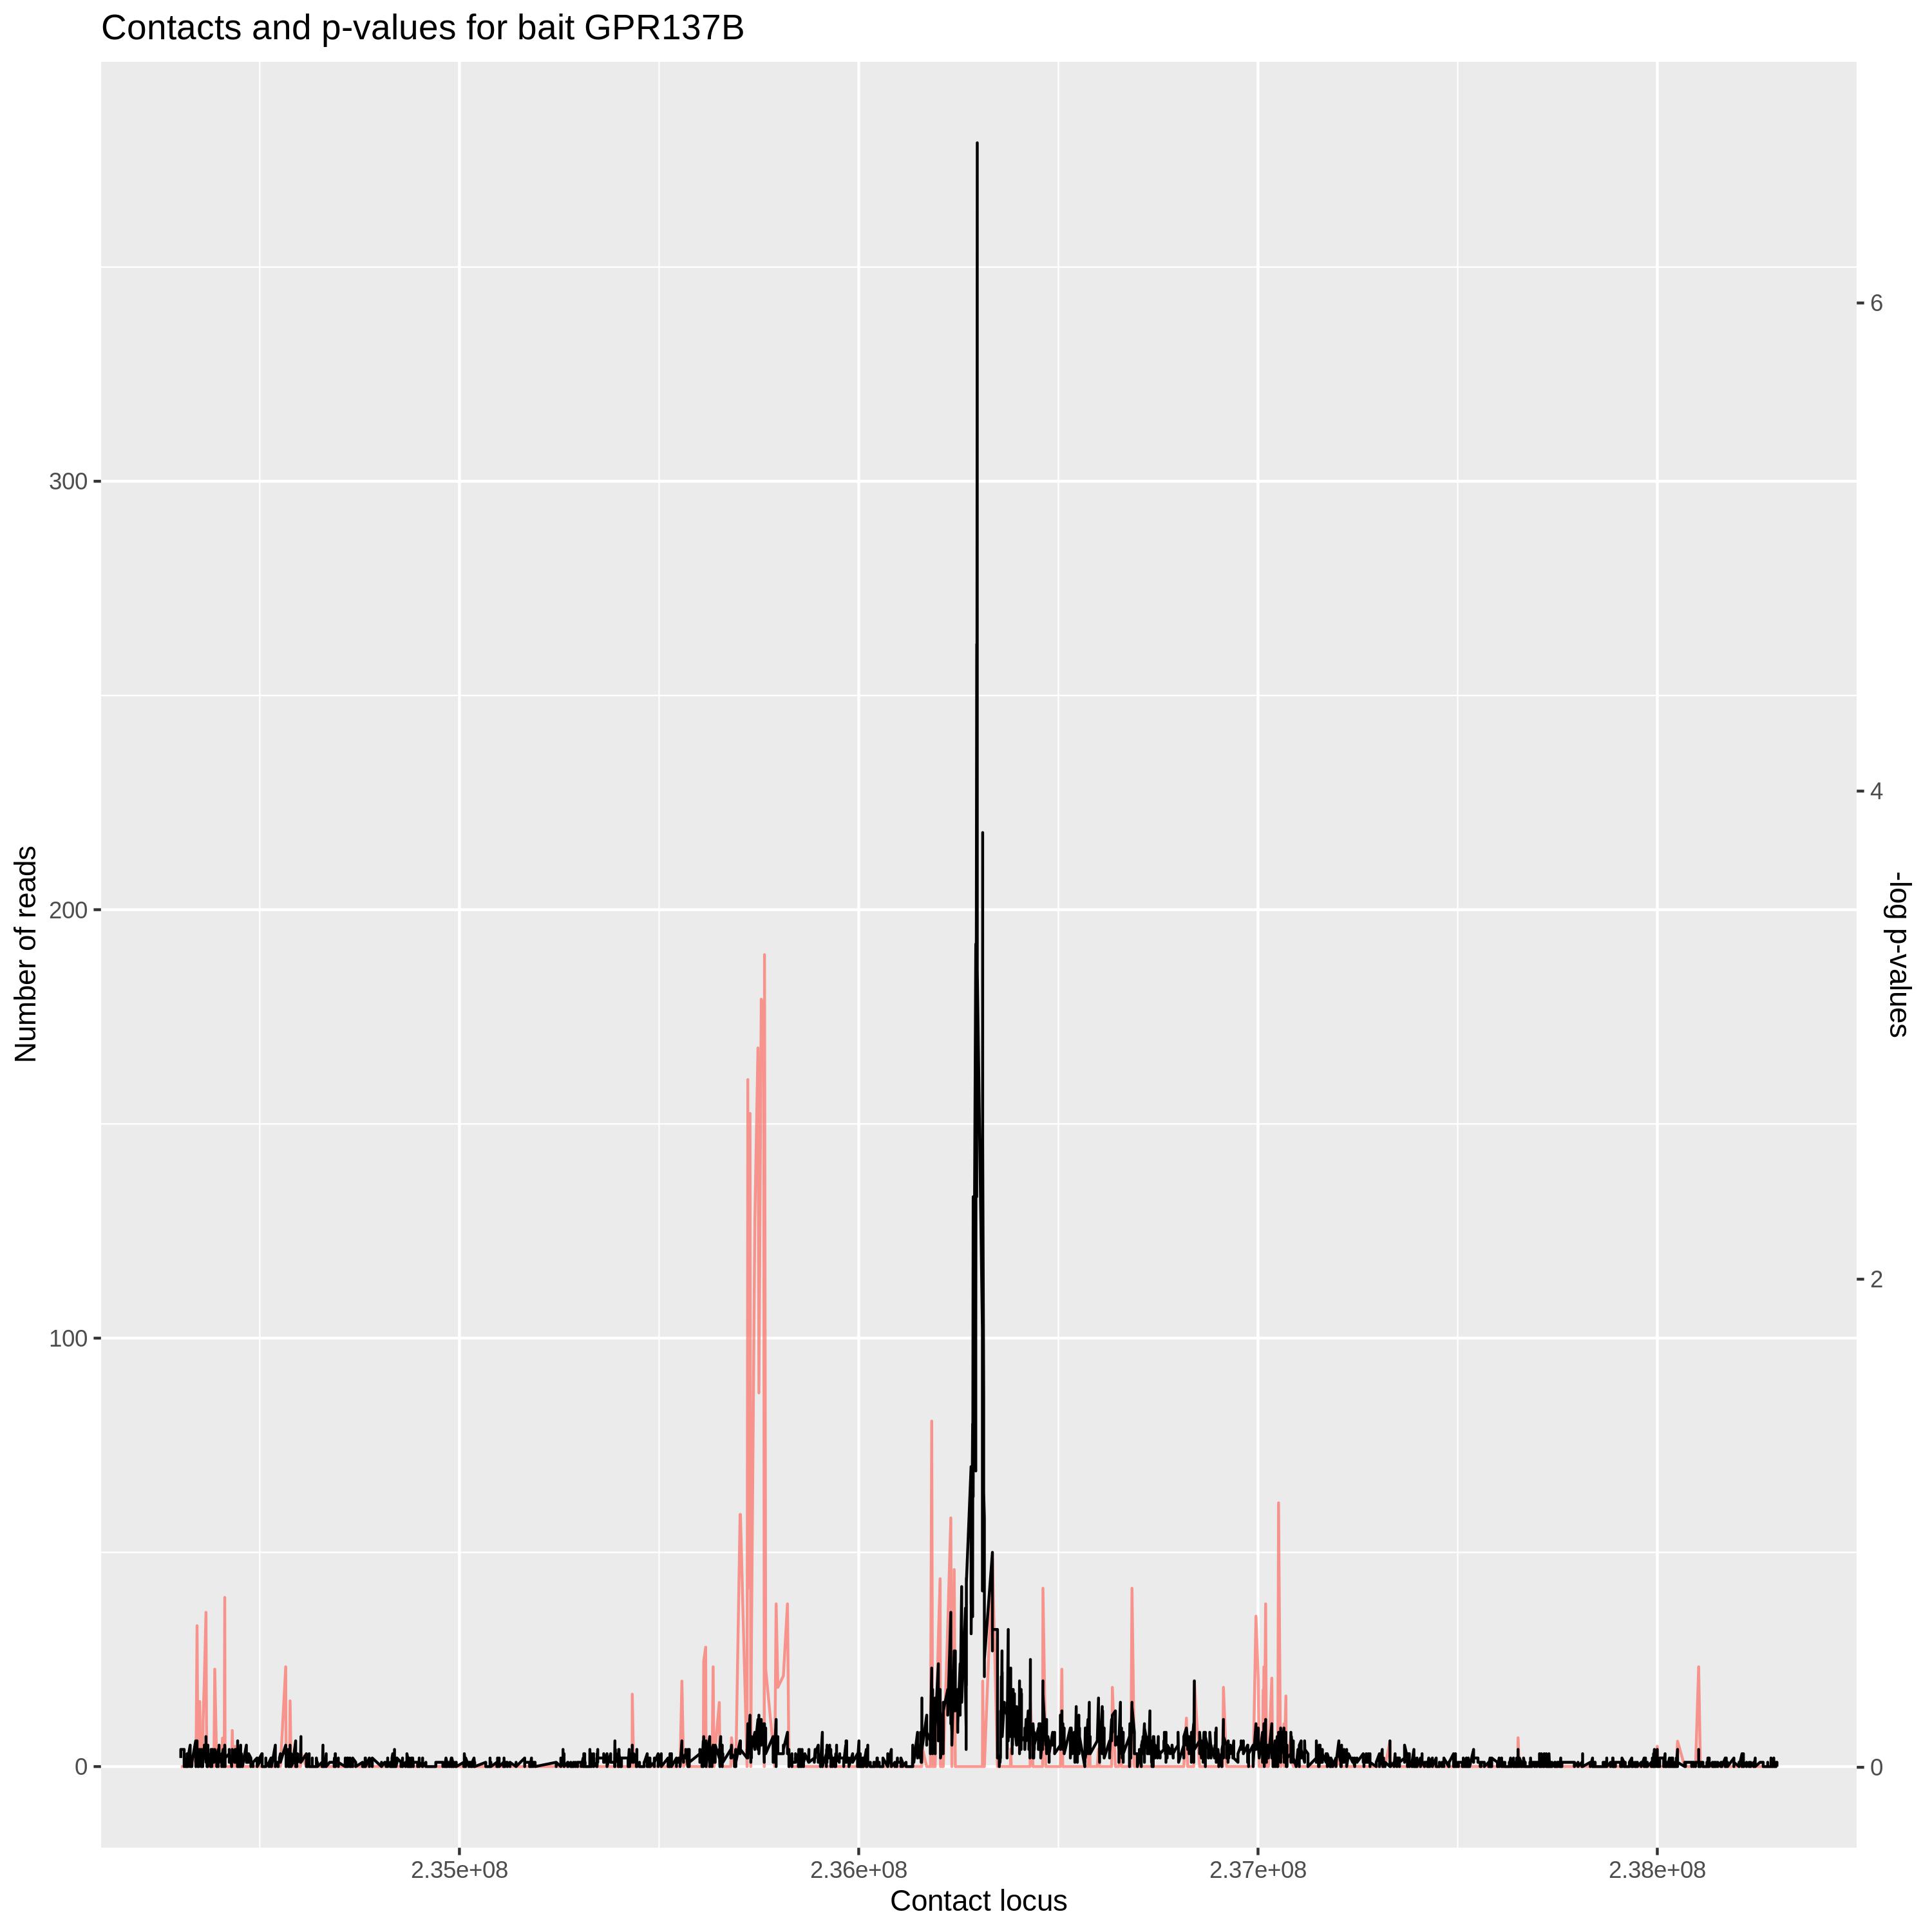 Contacts and p-values for bait GPR137B
Number of reads
300
200
100
0
6
4
2
0
-log p-values
2.35e+08
2.36e+08
2.37e+08
2.38e+08
Contact locus